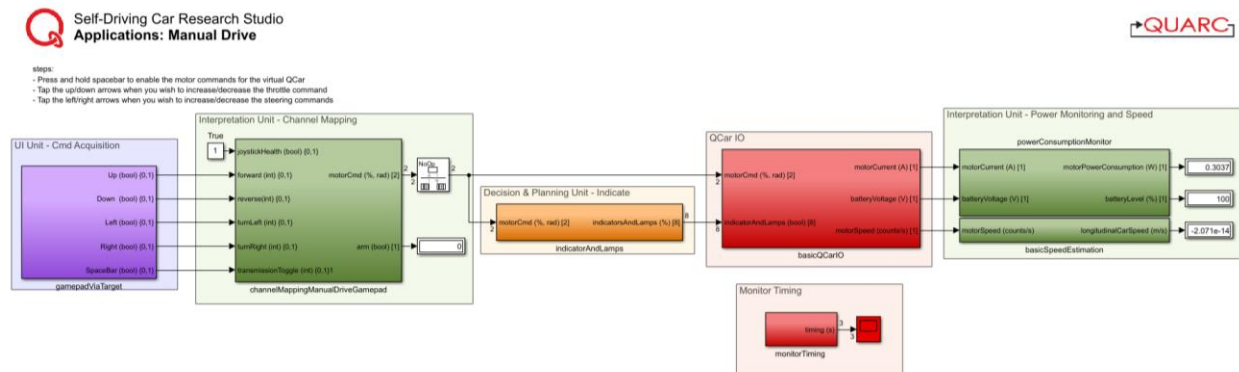 Self-Driving Car Research Studio
Applications: Manual Drive
QUARC
steps:
- Press and hold spacebar to enable the motor commands for the virtual QCar
- Tap the up/down arrows when you wish to increase/decrease the throttle command
- Tap the left/right arrows when you wish to increase/decrease the steering commands
UI Unit - Cmd Acquisition
Up (bool) {0,1}
Down (bool) {0,1}
Left (bool) {0,1}
Right (bool) {0,1}
SpaceBar (bool) {0,1}
gamepadViaTarget
Interpretation Unit - Channel Mapping
True
1
joystickHealth (bool) {0,1}
forward (int) {0,1}
reverse(int) {0,1}
turnLeft (int) {0,1}
turnRight (int) {0,1}
transmissionToggle (int) {0,1}1
motorCmd (%, rad) [2]
arm (bool) [1]
channelMappingManualDriveGamepad
2
2
NoOp
2
0
Decision & Planning Unit - Indicate
motorCmd (%, rad) [2]
indicatorsAndLamps (%) [8]
2
8
indicatorAndLamps
QCar IO
motorCmd (%, rad) [2]
2
indicatorAndLamps (bool) [8]
8
motorCurrent (A) [1]
batteryVoltage (V) [1]
motorSpeed (counts/s) [1]
basicQCarIO
Interpretation Unit - Power Monitoring and Speed
powerConsumptionMonitor
motorCurrent (A) [1]
motorPowerConsumption (W) [1]
0.3037
batteryVoltage (V) [1]
batteryLevel (%) [1]
100
motorSpeed (counts/s)
longitudinalCarSpeed (m/s)
-2.071e-14
basicSpeedEstimation
Monitor Timing
timing (s)
3
3
monitorTiming